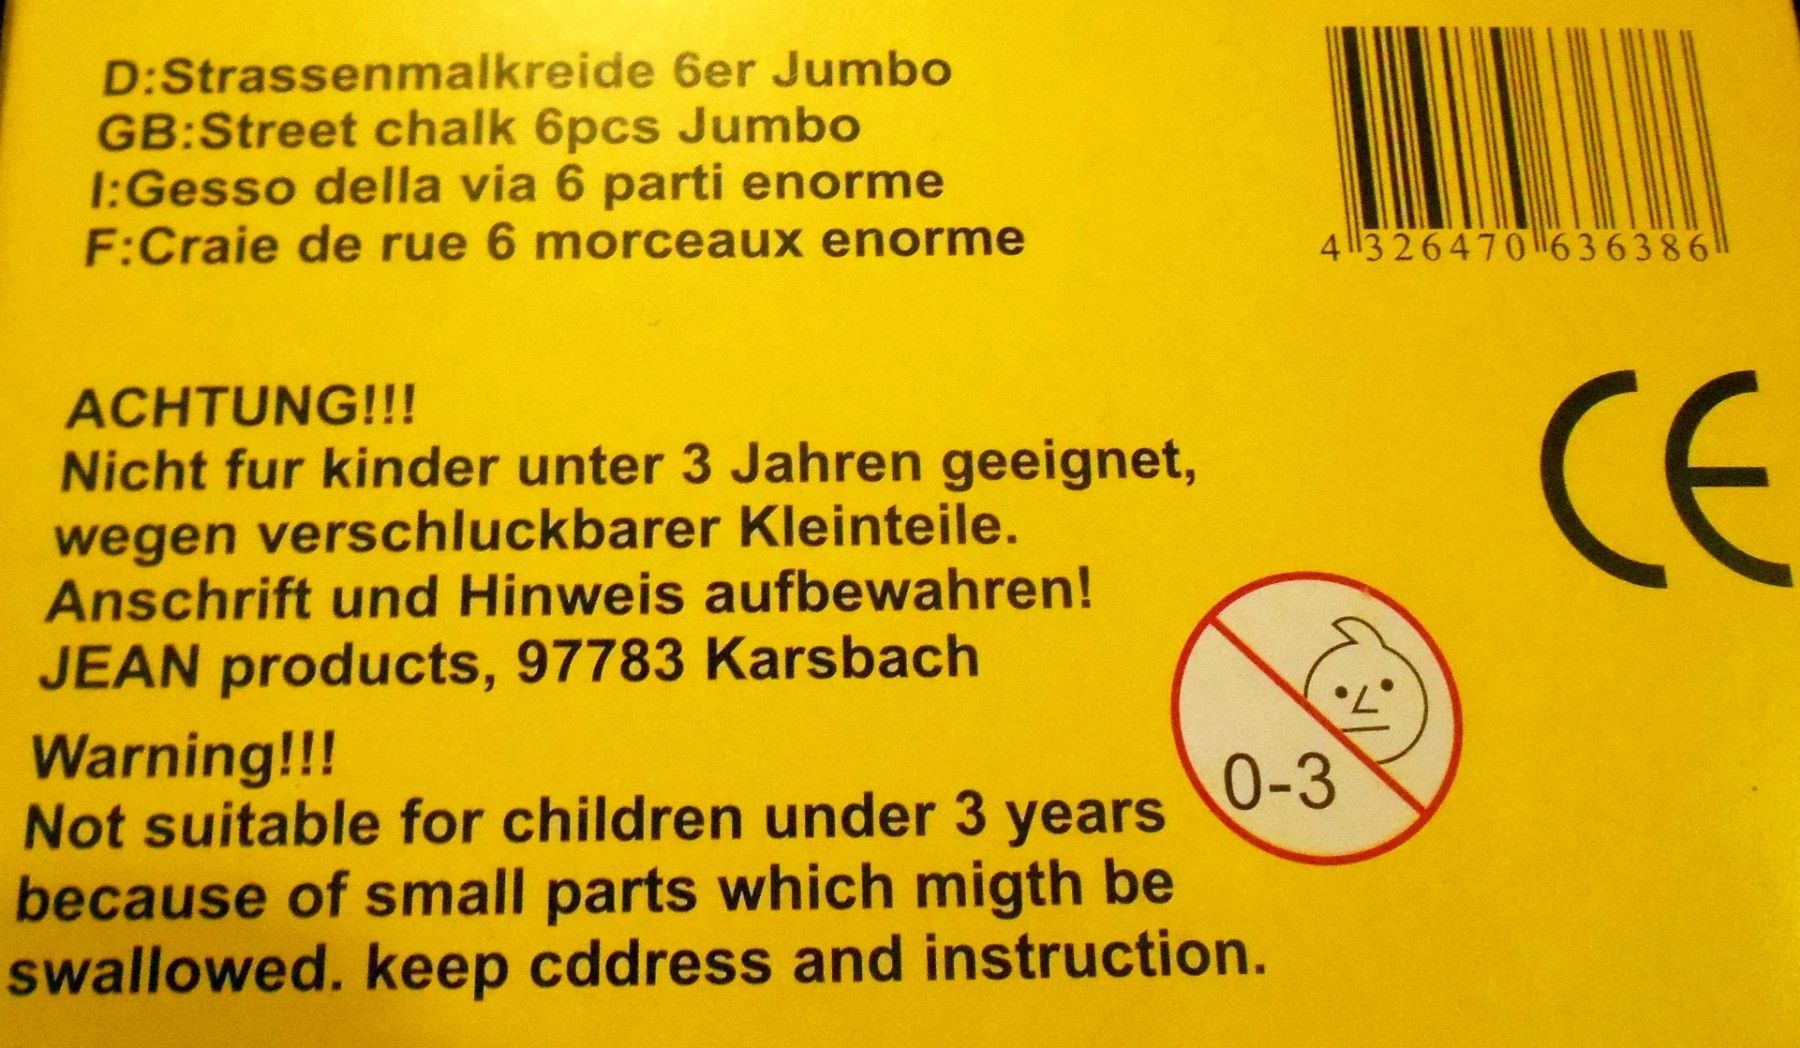 D:Strassenmalkreide 6er Jumbo
GB:Street chalk 6pcs Jumbo
I:Gesso della via 6 parti enorme
F:Craie de rue 6 morceaux enorme
4 326470 636386
ACHTUNG!!!
Nicht fur kinder unter 3 Jahren geeignet,
wegen verschluckbarer Kleinteile.
Anschrift und Hinweis aufbewahren!
JEAN products, 97783 Karsbach
CE
0-3
Warning!!!
Not suitable for children under 3 years
because of small parts which migth be
swallowed. keep cddress and instruction.